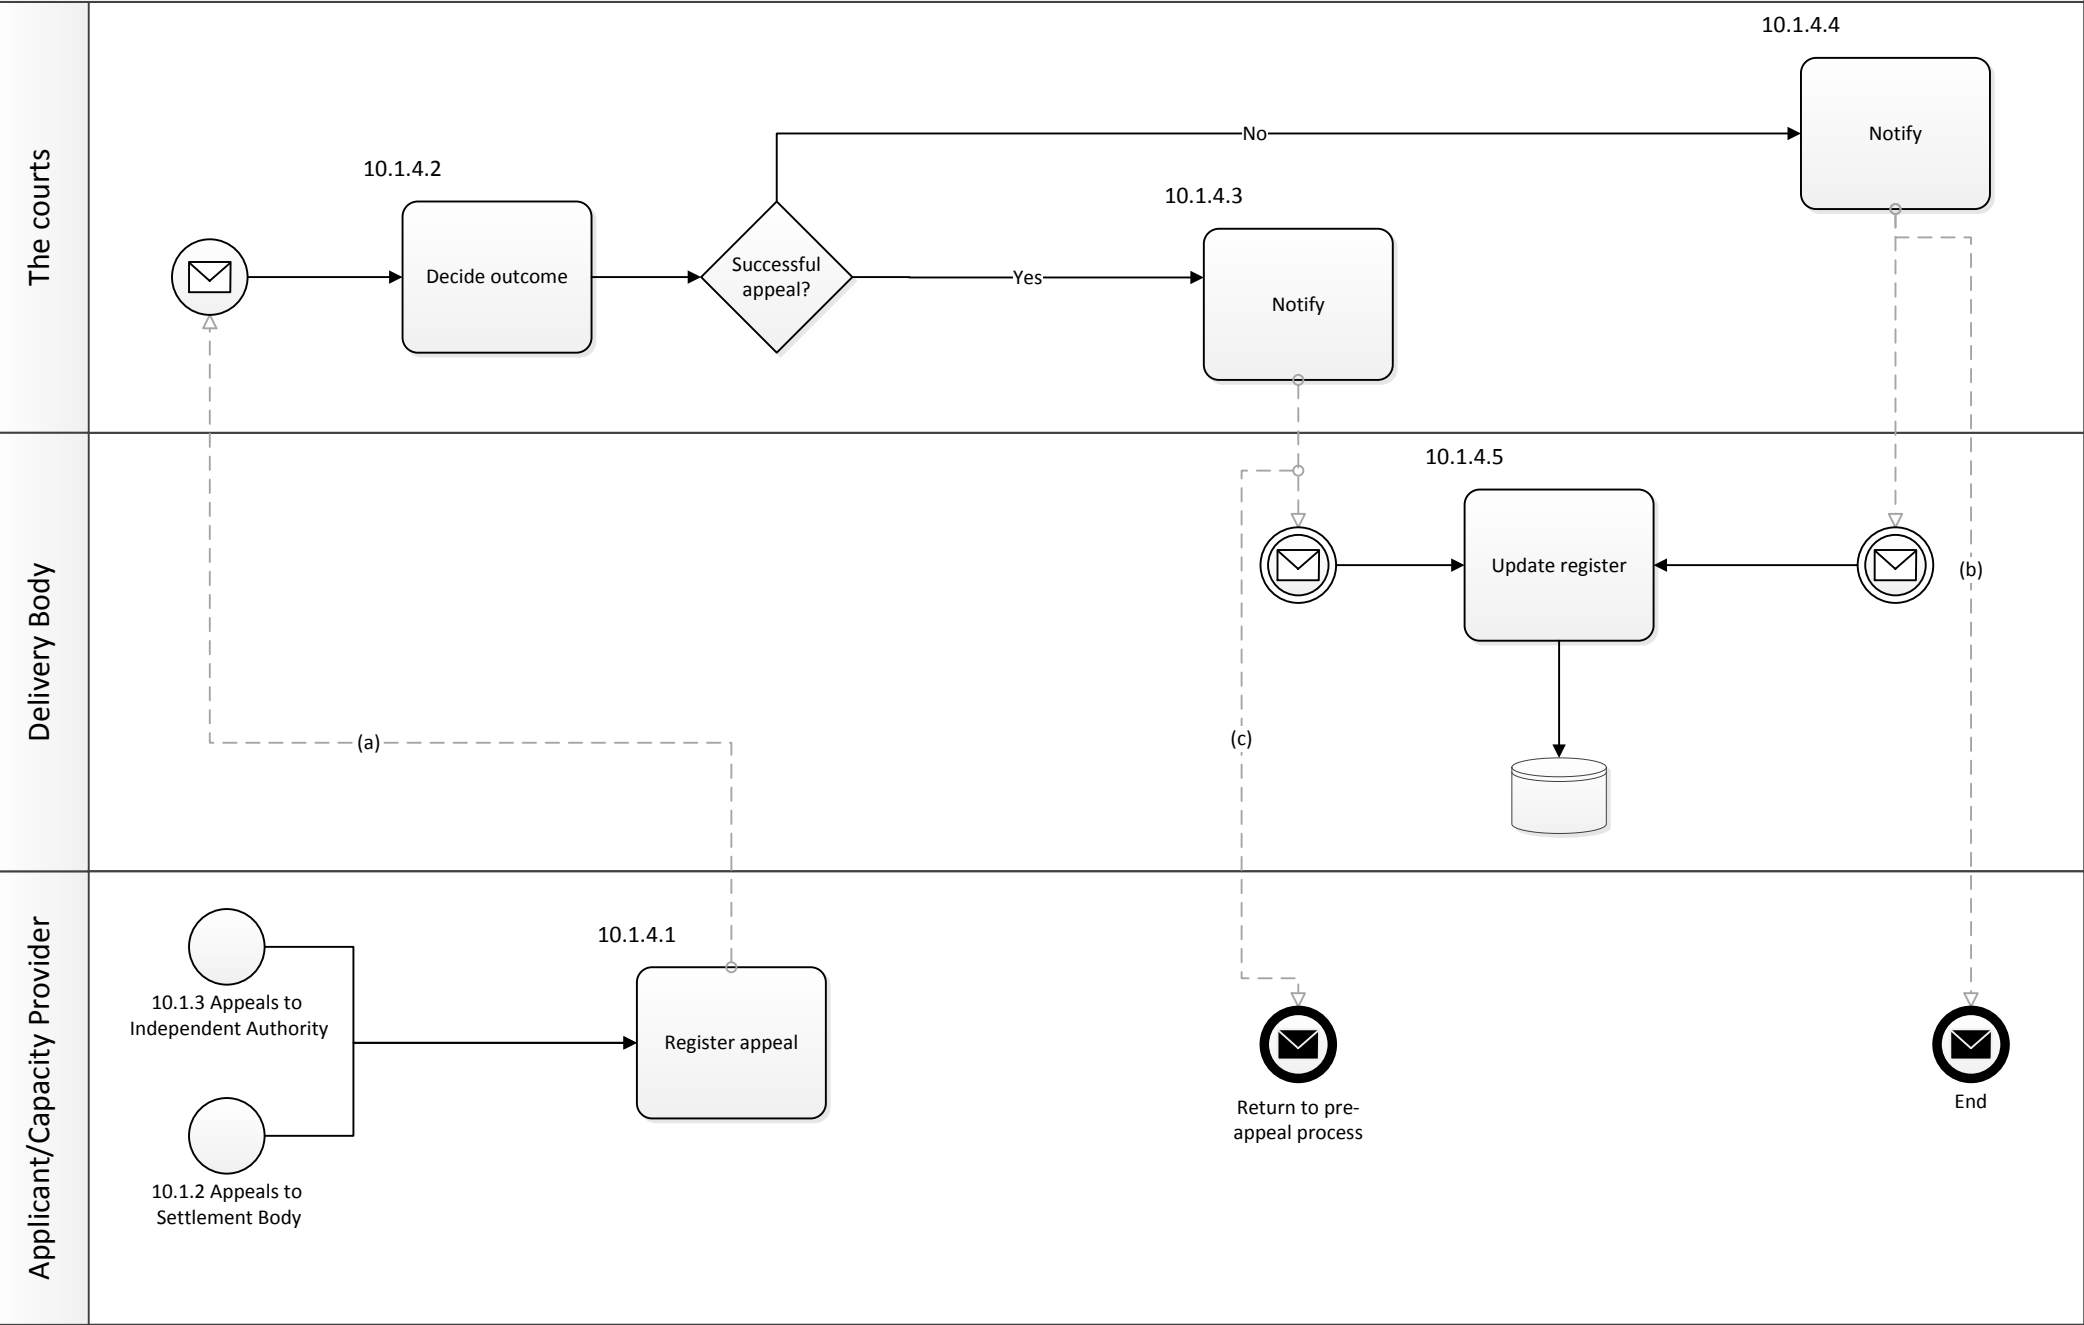 The courts
10.1.4.4
Notify
No
10.1.4.2
Decide outcome
Successful
appeal?
Yes
10.1.4.3
Notify
Delivery Body
10.1.4.5
Update register
(a)
(b)
(c)
Applicant/Capacity Provider
10.1.3 Appeals to
Independent Authority
10.1.2 Appeals to
Settlement Body
10.1.4.1
Register appeal
Return to pre-
appeal process
End